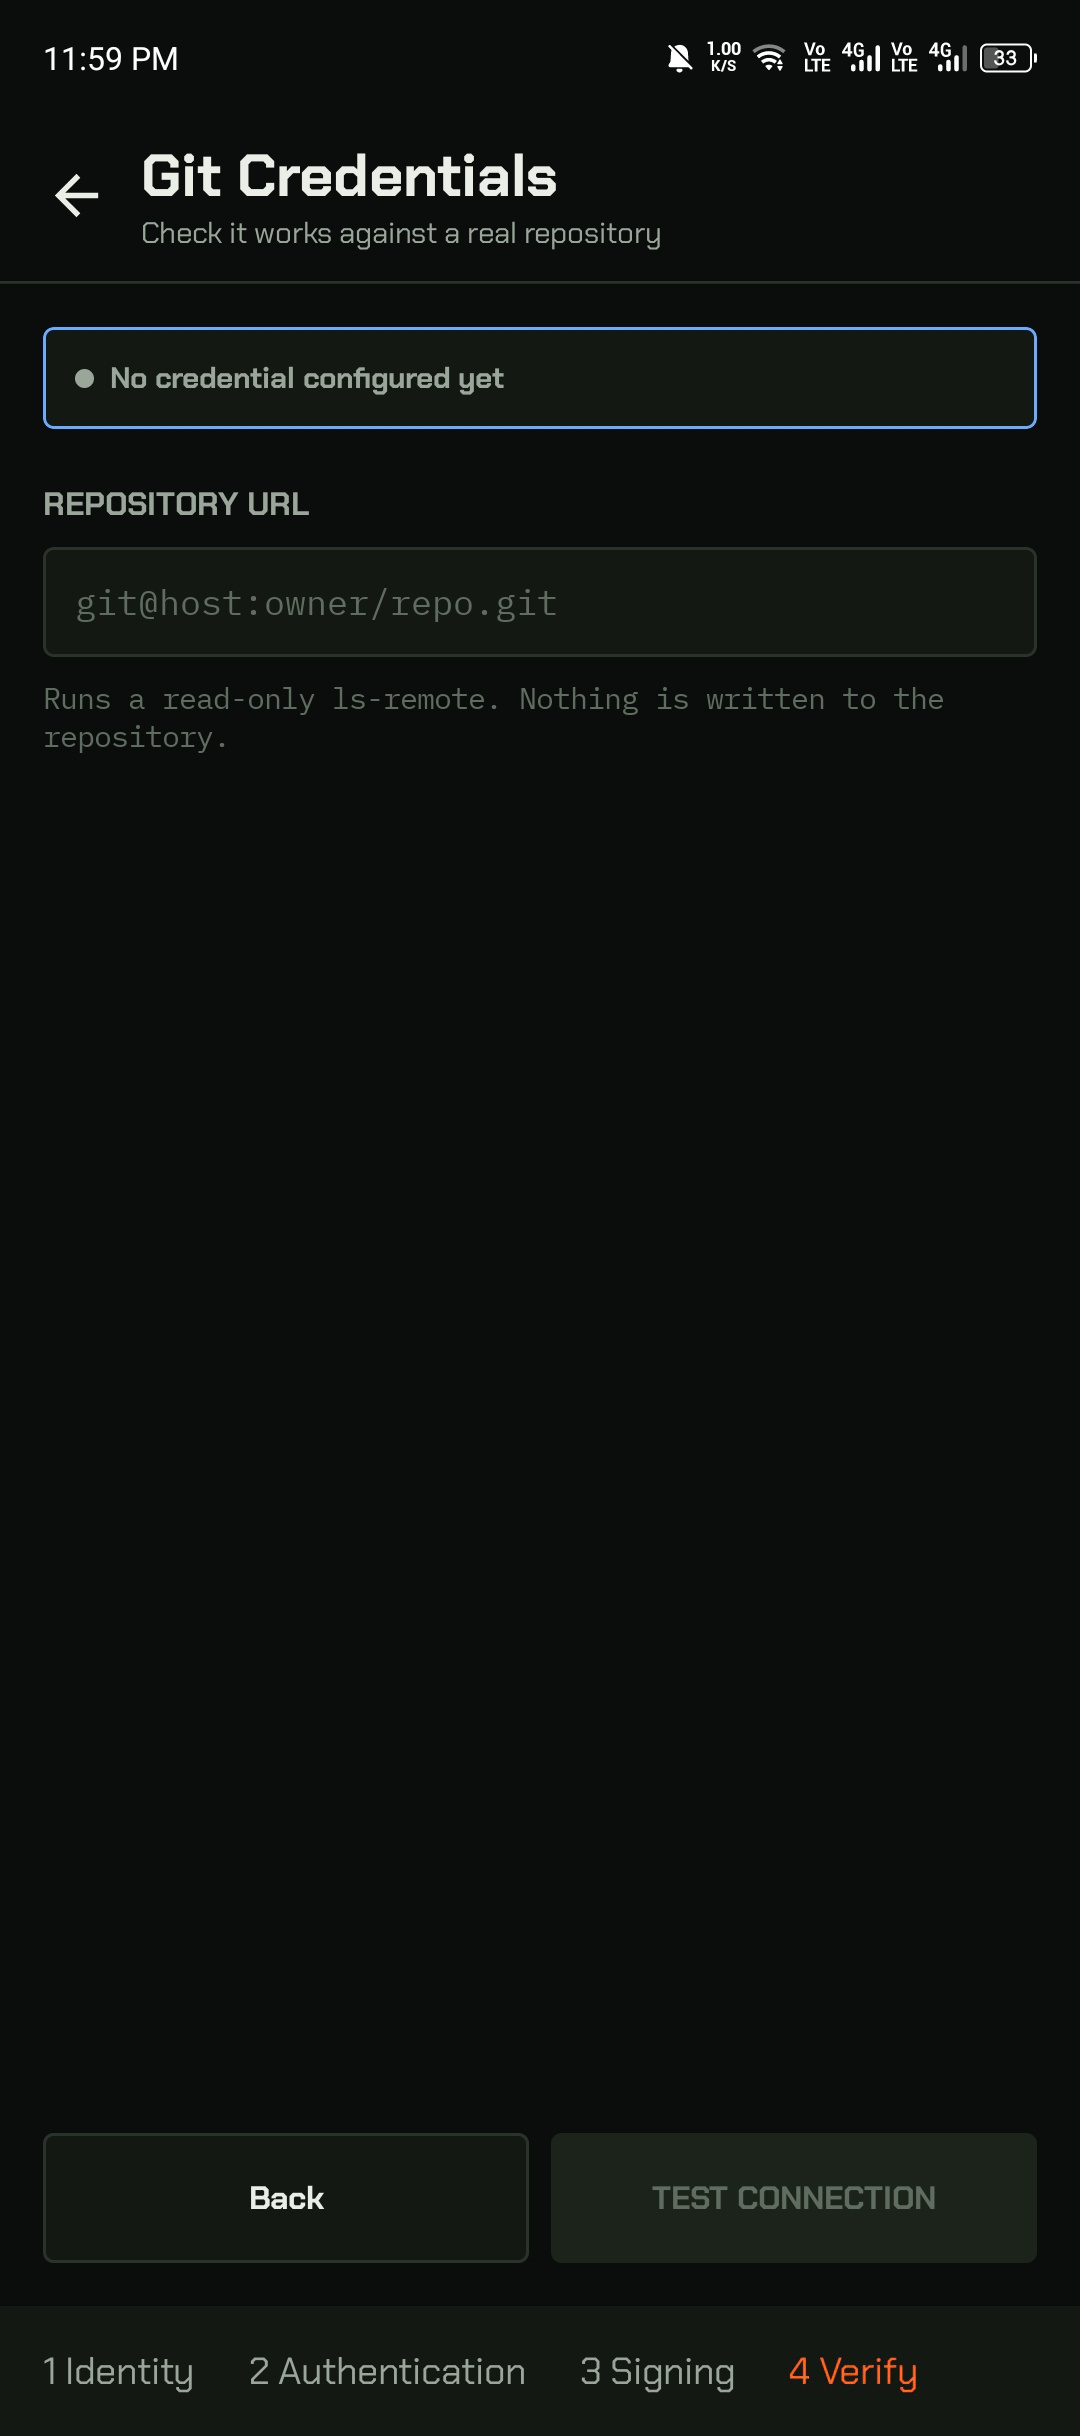 11:59 PM
1.00 K/S Vo LTE 4G Vo LTE 4G 33
Git Credentials
Check it works against a real repository
No credential configured yet
REPOSITORY URL
git@host:owner/repo.git
Runs a read-only ls-remote. Nothing is written to the
repository.
Back
TEST CONNECTION
1 Identity 2 Authentication 3 Signing 4 Verify